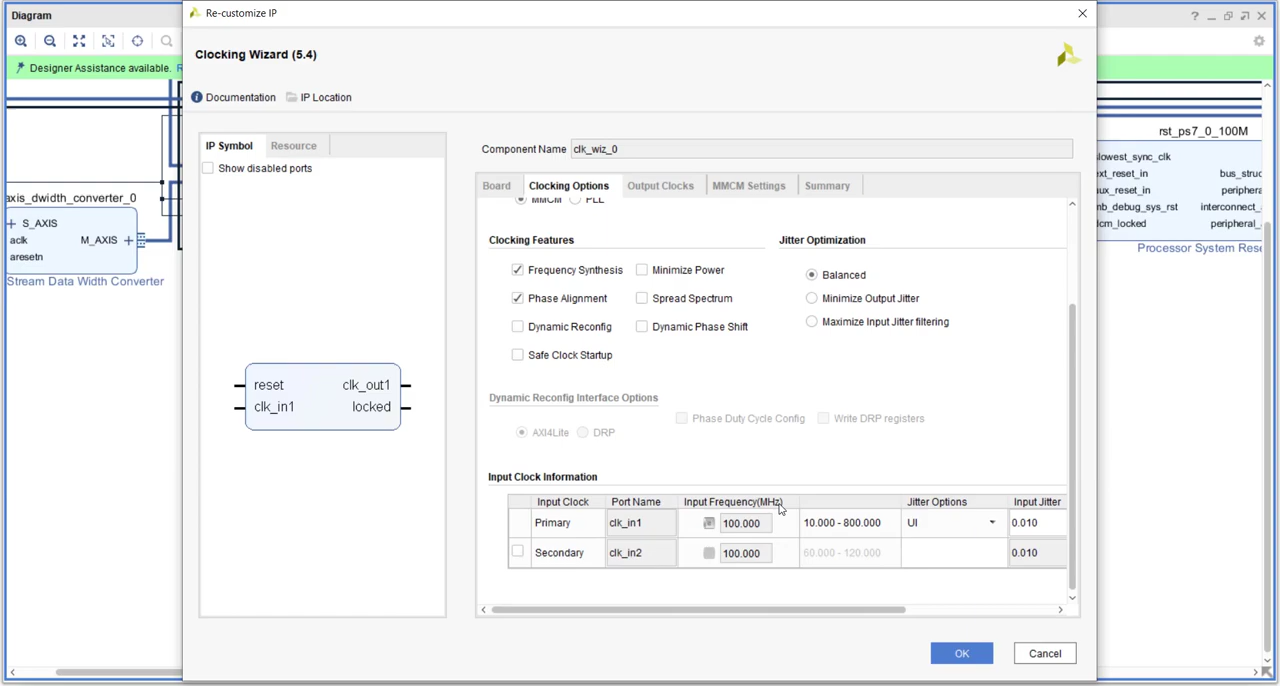 Diagram
Re-customize IP
Clocking Wizard (5.4)
Designer Assistance available.
Documentation
IP Location
IP Symbol
Resource
Show disabled ports
Component Name
clk_wiz_0
Board
Clocking Options
Output Clocks
MMCM Settings
Summary
MMCM
PLL
Clocking Features
Jitter Optimization
Frequency Synthesis
Minimize Power
Balanced
Phase Alignment
Spread Spectrum
Minimize Output Jitter
Dynamic Reconfig
Dynamic Phase Shift
Maximize Input Jitter filtering
Safe Clock Startup
reset
clk_out1
clk_in1
locked
Dynamic Reconfig Interface Options
Phase Duty Cycle Config
Write DRP registers
AXI4Lite
DRP
Input Clock Information
Input Clock
Port Name
Input Frequency(MHz)
Jitter Options
Input Jitter
Primary
clk_in1
100.000
10.000 - 800.000
UI
0.010
Secondary
clk_in2
100.000
60.000 - 120.000
0.010
OK
Cancel
axis_dwidth_converter_0
S_AXIS
aclk
M_AXIS
aresetn
Stream Data Width Converter
rst_ps7_0_100M
slowest_sync_clk
ext_reset_in
bus_struc
aux_reset_in
periphera
mb_debug_sys_rst
interconnect_
dcm_locked
peripheral_
Processor System Rese